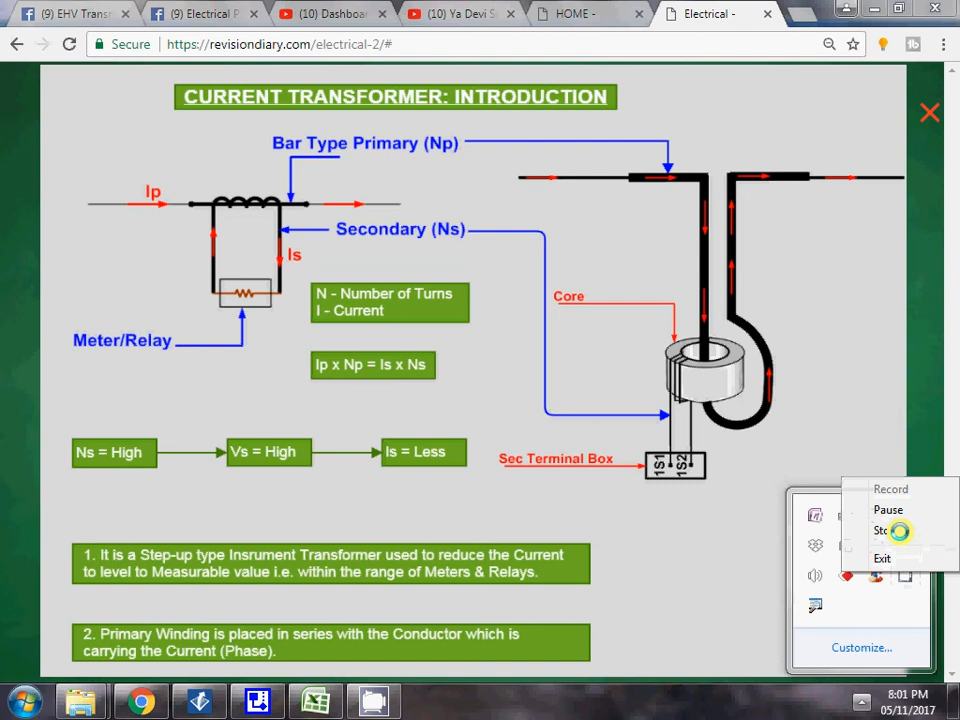 (9) EHV Trans
(9) Electrical P
(10) Dashboa
(10) Ya Devi S
HOME -
Electrical -
Secure
https://revisiondiary.com/electrical-2/#
CURRENT TRANSFORMER: INTRODUCTION
Bar Type Primary (Np)
Ip
Secondary (Ns)
Is
N - Number of Turns
I - Current
Core
Meter/Relay
Ip x Np = Is x Ns
Ns = High
Vs = High
Is = Less
Sec Terminal Box
1S1
1S2
Record
Pause
Exit
1. It is a Step-up type Insrument Transformer used to reduce the Current
to level to Measurable value i.e. within the range of Meters & Relays.
2. Primary Winding is placed in series with the Conductor which is
carrying the Current (Phase).
Customize...
8:01 PM
05/11/2017